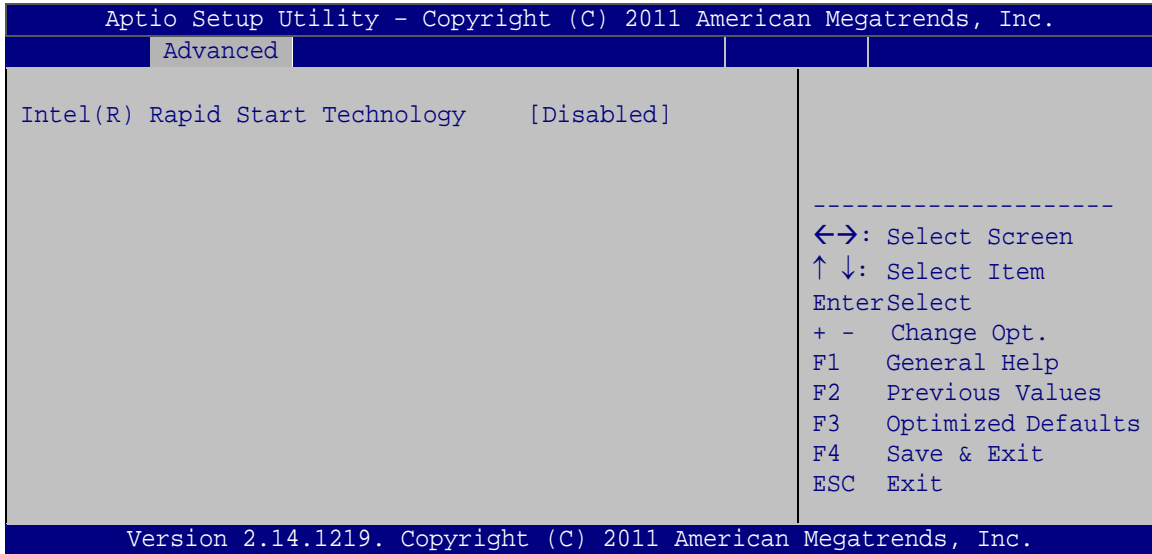 Aptio Setup Utility – Copyright (C) 2011 American Megatrends, Inc.
Advanced
Intel(R) Rapid Start Technology [Disabled]
---------------------
←→: Select Screen
↑ ↓: Select Item
EnterSelect
+ - Change Opt.
F1 General Help
F2 Previous Values
F3 Optimized Defaults
F4 Save & Exit
ESC Exit
Version 2.14.1219. Copyright (C) 2011 American Megatrends, Inc.